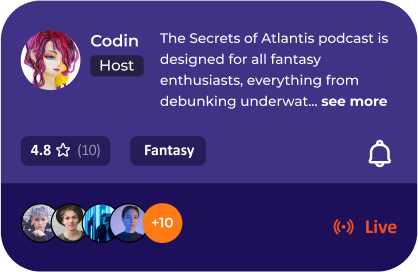 Codin
Host
The Secrets of Atlantis podcast is
designed for all fantasy
enthusiasts, everything from
debunking underwat... see more
4.8 (10)
Fantasy
+10
Live